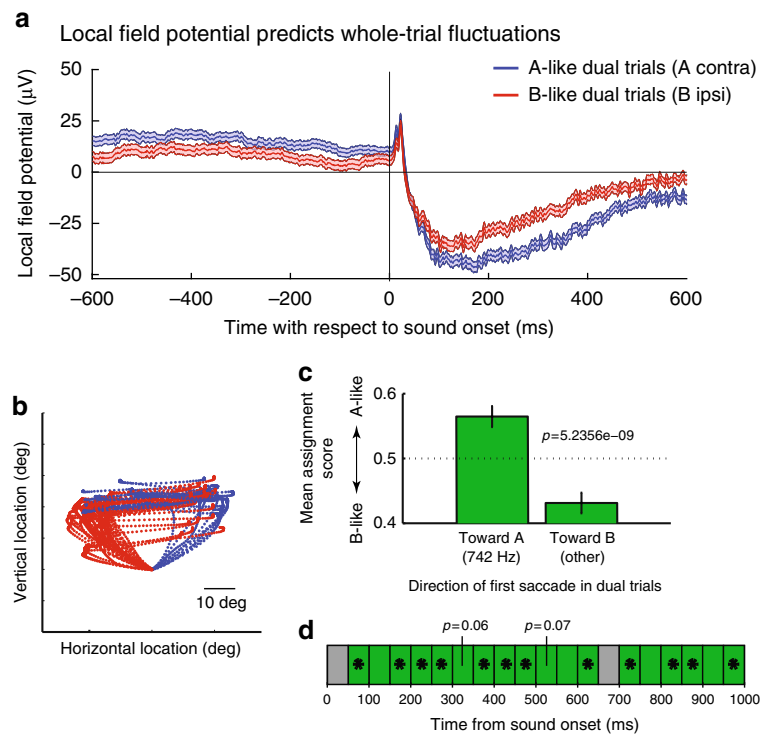 a
Local field potential predicts whole-trial fluctuations
50
25
0
−25
−50
Local field potential (μV)
A-like dual trials (A contra)
B-like dual trials (B ipsi)
−600
−400
−200
0
200
400
600
Time with respect to sound onset (ms)
b
Vertical location (deg)
10 deg
Horizontal location (deg)
c
Mean assignment
score
B-like
A-like
0.6
0.5
0.4
p=5.2356e−09
Toward A
(742 Hz)
Toward B
(other)
Direction of first saccade in dual trials
d
p=0.06
p=0.07
* * * * * * * * * * * *
0 100 200 300 400 500 600 700 800 900 1000
Time from sound onset (ms)